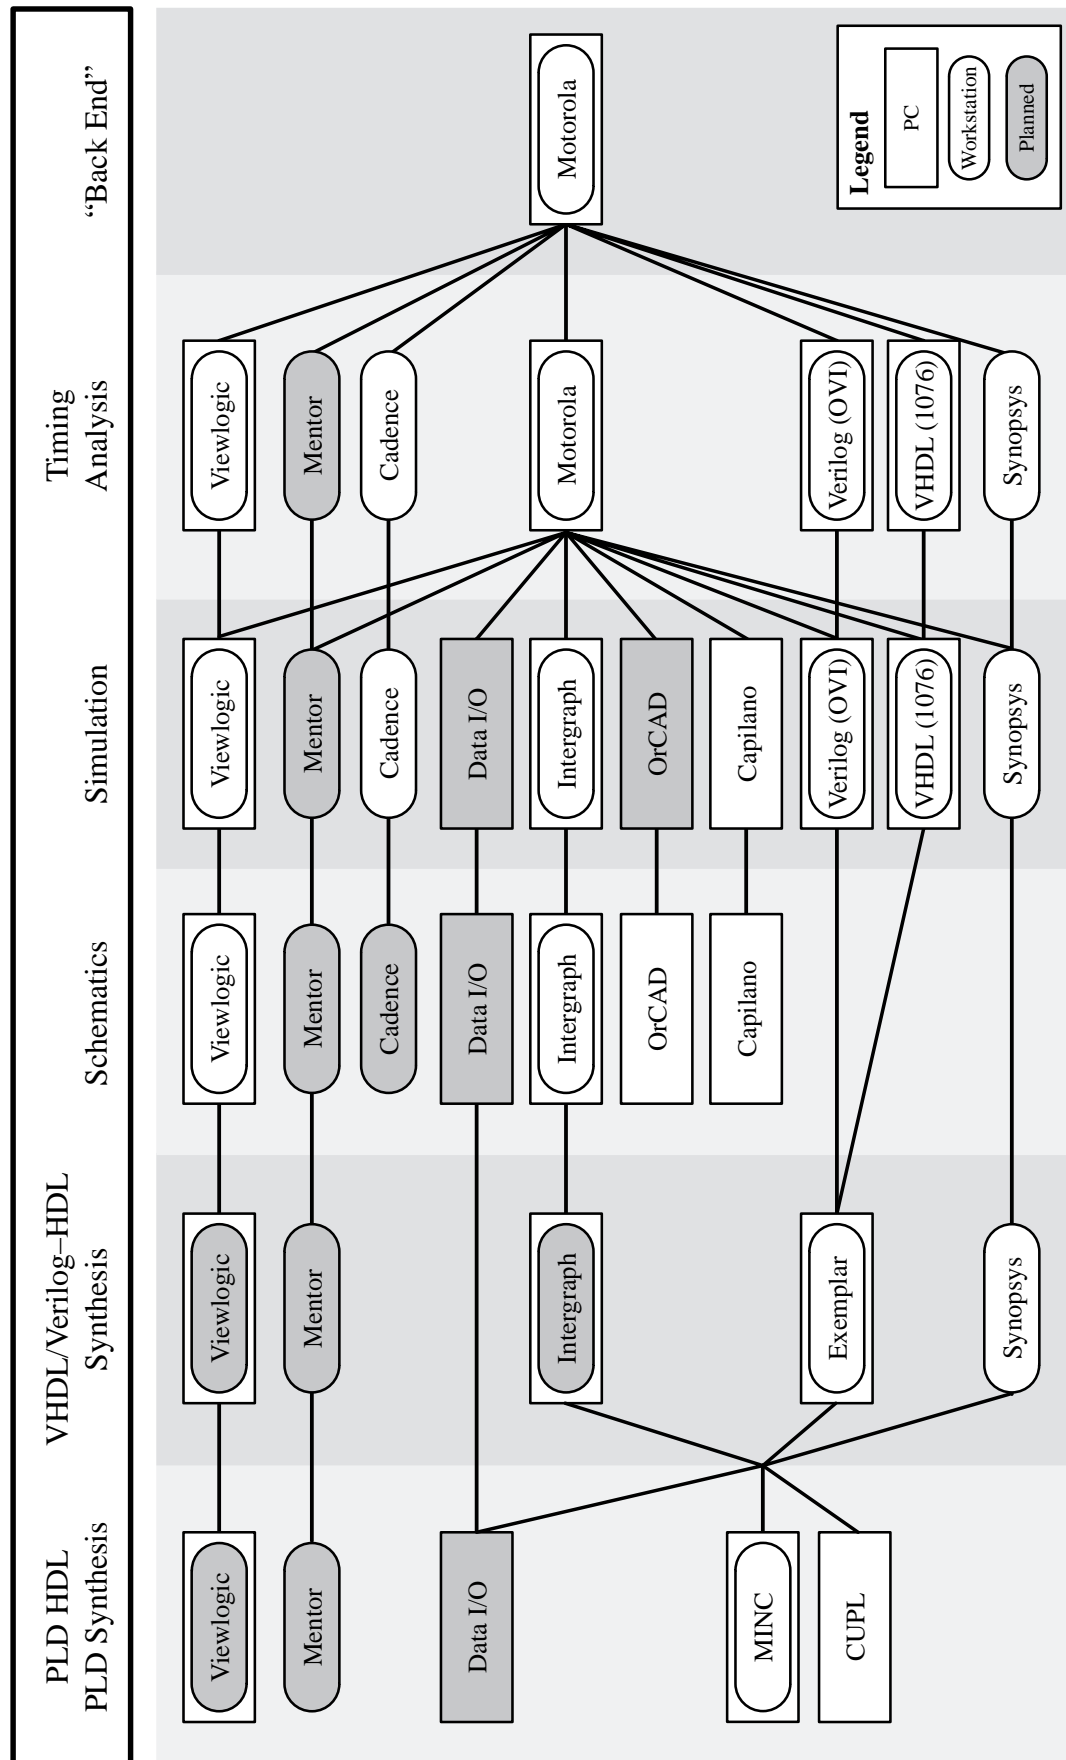 PLD HDL
PLD Synthesis
VHDL/Verilog–HDL
Synthesis
Schematics
Simulation
Timing
Analysis
“Back End”
Viewlogic
Viewlogic
Viewlogic
Viewlogic
Viewlogic
Mentor
Mentor
Mentor
Mentor
Mentor
Cadence
Cadence
Cadence
Data I/O
Data I/O
Data I/O
Intergraph
Intergraph
Intergraph
Motorola
Motorola
OrCAD
OrCAD
MINC
Capilano
Capilano
CUPL
Exemplar
Verilog (OVI)
Verilog (OVI)
VHDL (1076)
VHDL (1076)
Synopsys
Synopsys
Synopsys
Legend
PC
Workstation
Planned